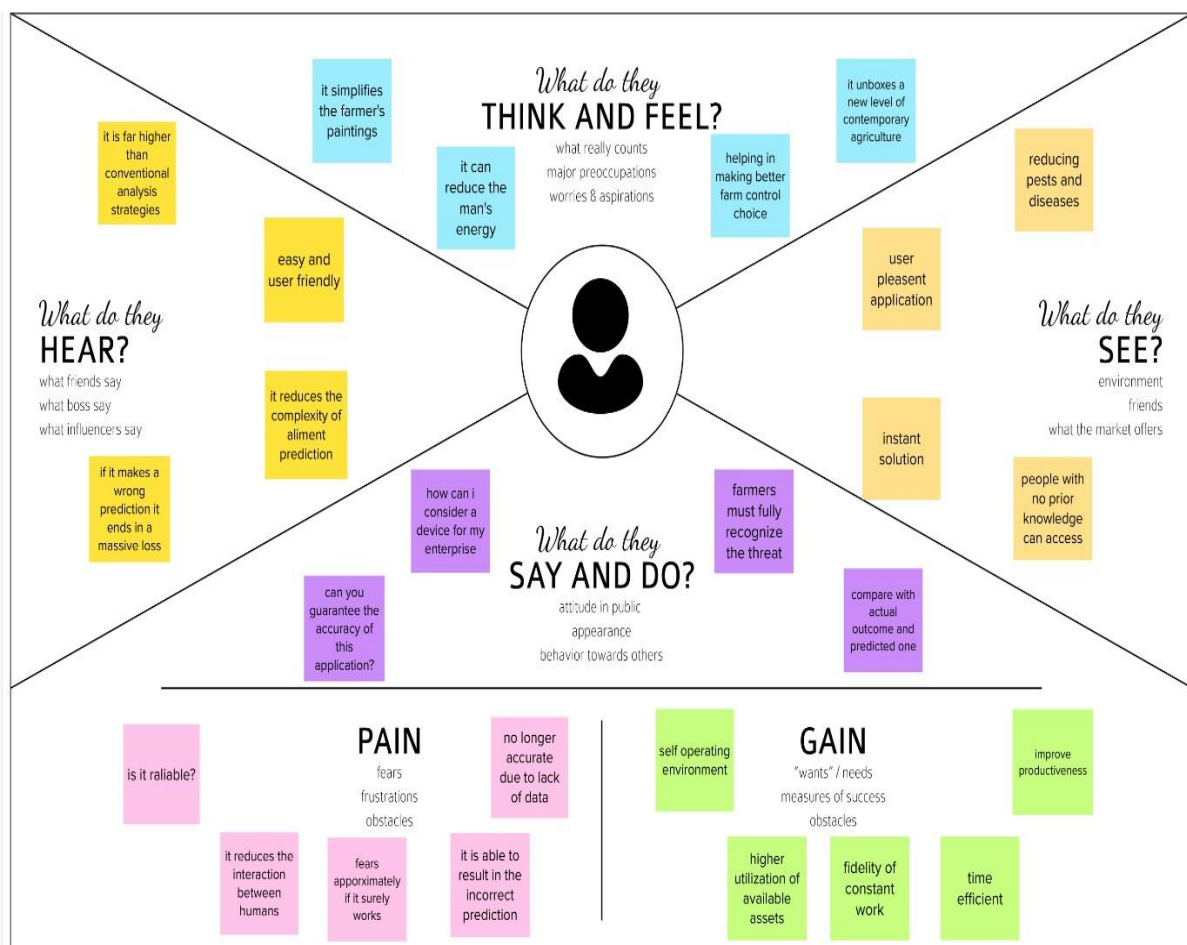 What do they
THINK AND FEEL?
what really counts
major preoccupations
worries & aspirations
it simplifies
the farmer's
paintings
it can
reduce the
man's
energy
helping in
making better
farm control
choice
it unboxes a
new level of
contemporary
agriculture
What do they
HEAR?
what friends say
what boss say
what influencers say
it is far higher
than
conventional
analysis
strategies
easy and
user friendly
it reduces the
complexity of
aliment
prediction
if it makes a
wrong
prediction it
ends in a
massive loss
What do they
SEE?
environment
friends
what the market offers
reducing
pests and
diseases
user
pleasent
application
instant
solution
people with
no prior
knowledge
can access
What do they
SAY AND DO?
attitude in public
appearance
behavior towards others
how can i
consider a
device for my
enterprise
can you
guarantee the
accuracy of
this
application?
farmers
must fully
recognize
the threat
compare with
actual
outcome and
predicted one
PAIN
fears
frustrations
obstacles
is it raliable?
it reduces the
interaction
between
humans
fears
apporximately
if it surely
works
it is able to
result in the
incorrect
prediction
no longer
accurate
due to lack
of data
GAIN
"wants" / needs
measures of success
obstacles
self operating
environment
higher
utilization of
available
assets
fidelity of
constant
work
time
efficient
improve
productiveness